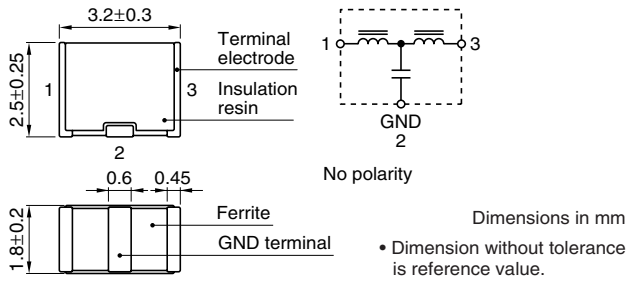 3.2±0.3
2.5±0.25
1
3
Terminal
electrode
Insulation
resin
2
1
3
GND
2
No polarity
0.6
0.45
1.8±0.2
Ferrite
GND terminal
Dimensions in mm
• Dimension without tolerance
is reference value.